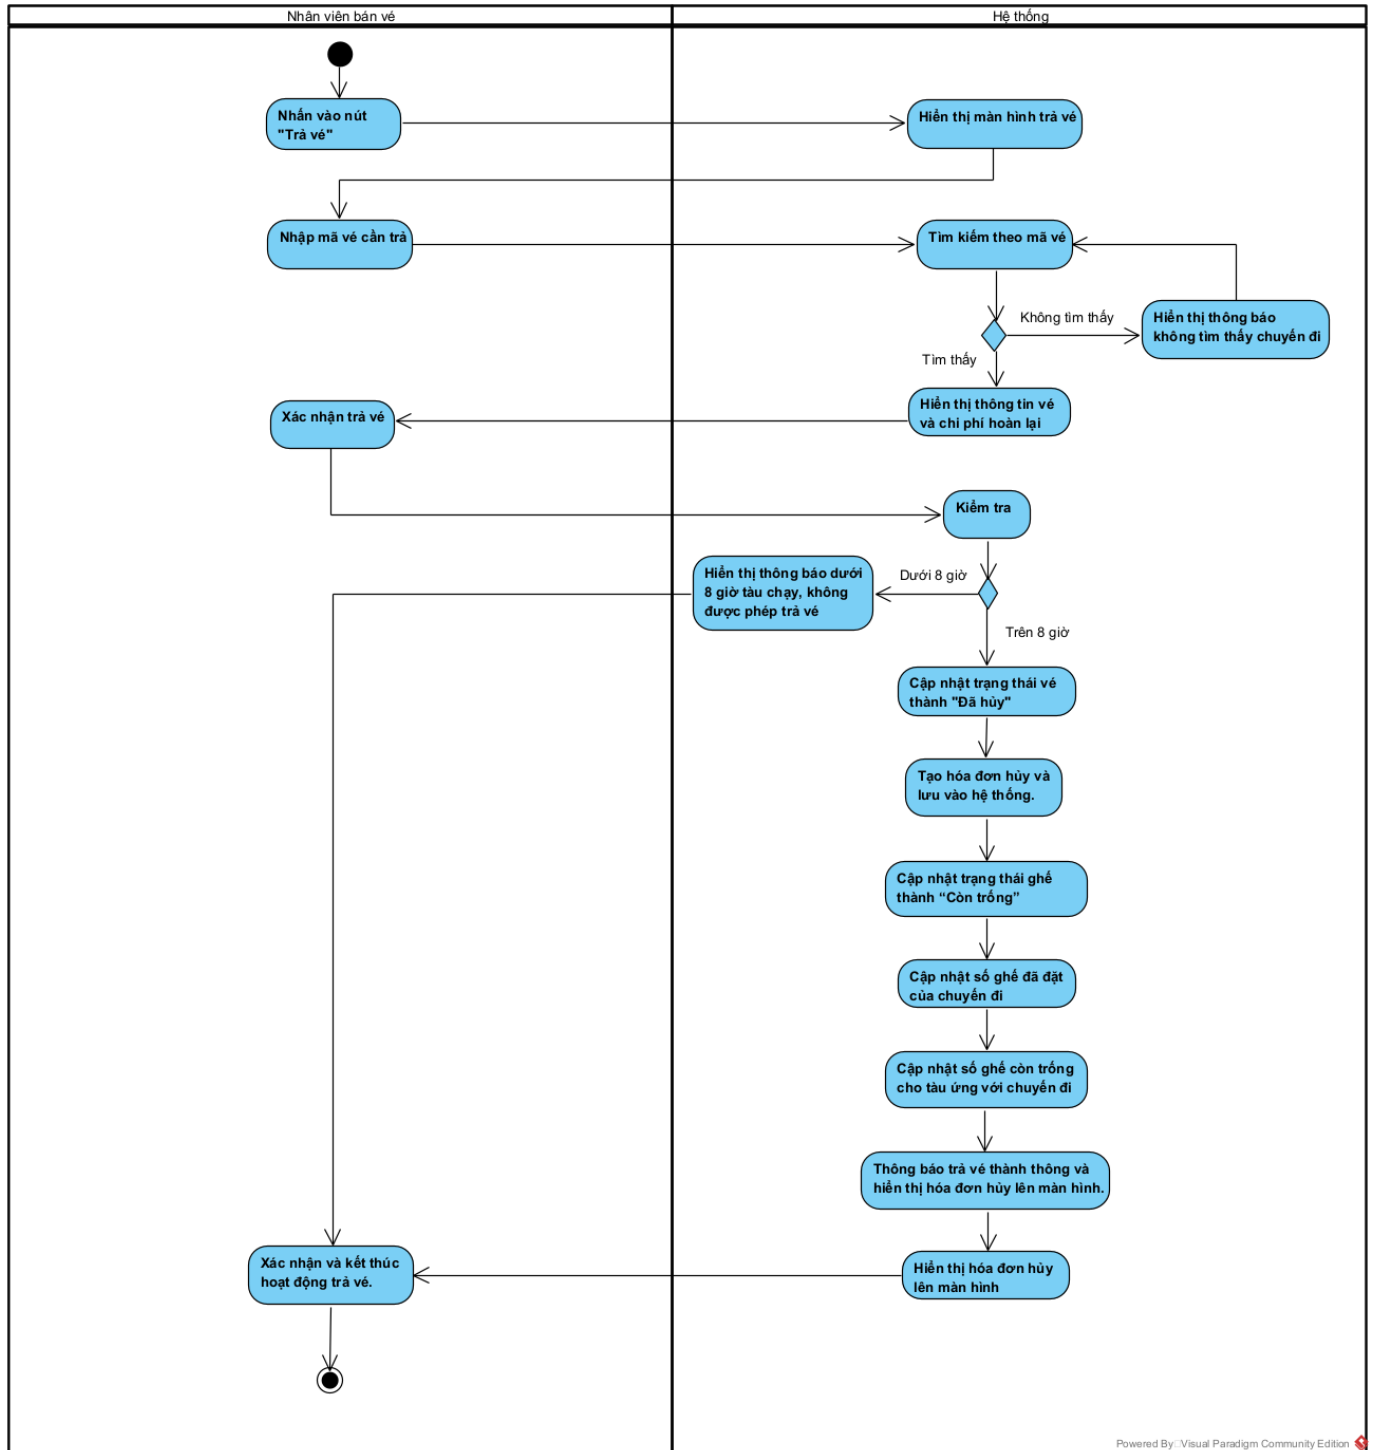 Nhân viên bán vé
Hệ thống
Nhấn vào nút
"Trả vé"
Hiển thị màn hình trả vé
Nhập mã vé cần trả
Tìm kiếm theo mã vé
Không tìm thấy
Hiển thị thông báo
không tìm thấy chuyến đi
Tìm thấy
Xác nhận trả vé
Hiển thị thông tin vé
và chi phí hoàn lại
Kiểm tra
Hiển thị thông báo dưới
8 giờ tàu chạy, không
được phép trả vé
Dưới 8 giờ
Trên 8 giờ
Cập nhật trạng thái vé
thành "Đã hủy"
Tạo hóa đơn hủy và
lưu vào hệ thống.
Cập nhật trạng thái ghế
thành “Còn trống”
Cập nhật số ghế đã đặt
của chuyến đi
Cập nhật số ghế còn trống
cho tàu ứng với chuyến đi
Thông báo trả vé thành thông và
hiển thị hóa đơn hủy lên màn hình.
Xác nhận và kết thúc
hoạt động trả vé.
Hiển thị hóa đơn hủy
lên màn hình
Powered By Visual Paradigm Community Edition